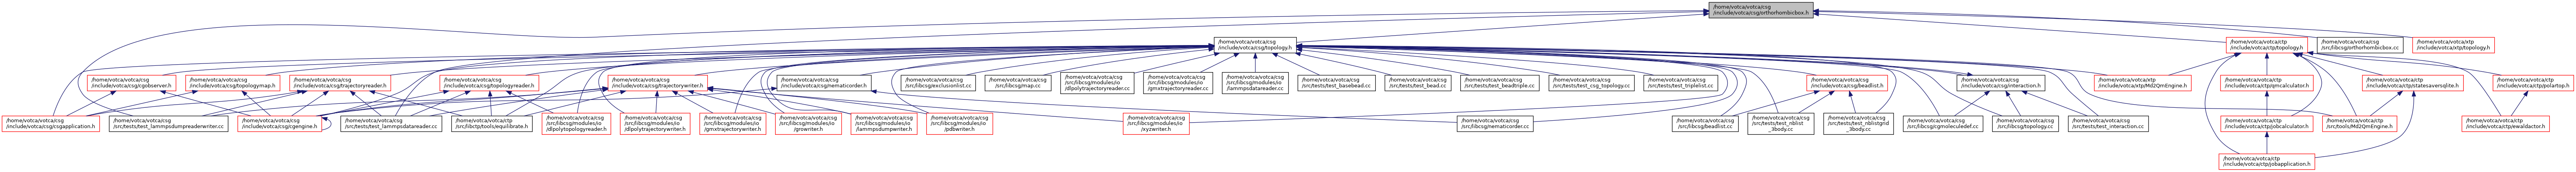 /home/votca/votca/csg
/include/votca/csg/orthorhombicbox.h
/home/votca/votca/csg
/include/votca/csg/topology.h
/home/votca/votca/ctp
/include/votca/ctp/topology.h
/home/votca/votca/csg
/src/libcsg/orthorhombicbox.cc
/home/votca/votca/xtp
/include/votca/xtp/topology.h
/home/votca/votca/csg
/include/votca/csg/cgobserver.h
/home/votca/votca/csg
/include/votca/csg/topologymap.h
/home/votca/votca/csg
/include/votca/csg/trajectoryreader.h
/home/votca/votca/csg
/include/votca/csg/topologyreader.h
/home/votca/votca/csg
/include/votca/csg/trajectorywriter.h
/home/votca/votca/csg
/include/votca/csg/nematicorder.h
/home/votca/votca/csg
/src/libcsg/exclusionlist.cc
/home/votca/votca/csg
/src/libcsg/map.cc
/home/votca/votca/csg
/src/libcsg/modules/io
/dlpolytrajectoryreader.cc
/home/votca/votca/csg
/src/libcsg/modules/io
/gmxtrajectoryreader.cc
/home/votca/votca/csg
/src/libcsg/modules/io
/lammpsdatareader.cc
/home/votca/votca/csg
/src/tests/test_basebead.cc
/home/votca/votca/csg
/src/tests/test_bead.cc
/home/votca/votca/csg
/src/tests/test_beadtriple.cc
/home/votca/votca/csg
/src/tests/test_csg_topology.cc
/home/votca/votca/csg
/src/tests/test_triplelist.cc
/home/votca/votca/csg
/include/votca/csg/beadlist.h
/home/votca/votca/csg
/include/votca/csg/interaction.h
/home/votca/votca/xtp
/include/votca/xtp/Md2QmEngine.h
/home/votca/votca/ctp
/include/votca/ctp/qmcalculator.h
/home/votca/votca/ctp
/include/votca/ctp/statesaversqlite.h
/home/votca/votca/ctp
/include/votca/ctp/polartop.h
/home/votca/votca/csg
/include/votca/csg/csgapplication.h
/home/votca/votca/csg
/src/tests/test_lammpsdumpreaderwriter.cc
/home/votca/votca/csg
/include/votca/csg/cgengine.h
/home/votca/votca/csg
/src/tests/test_lammpsdatareader.cc
/home/votca/votca/ctp
/src/libctp/tools/equilibrate.h
/home/votca/votca/csg
/src/libcsg/modules/io
/dlpolytopologyreader.h
/home/votca/votca/csg
/src/libcsg/modules/io
/dlpolytrajectorywriter.h
/home/votca/votca/csg
/src/libcsg/modules/io
/gmxtrajectorywriter.h
/home/votca/votca/csg
/src/libcsg/modules/io
/growriter.h
/home/votca/votca/csg
/src/libcsg/modules/io
/lammpsdumpwriter.h
/home/votca/votca/csg
/src/libcsg/modules/io
/pdbwriter.h
/home/votca/votca/csg
/src/libcsg/modules/io
/xyzwriter.h
/home/votca/votca/csg
/src/libcsg/nematicorder.cc
/home/votca/votca/csg
/src/libcsg/beadlist.cc
/home/votca/votca/csg
/src/tests/test_nblist
_3body.cc
/home/votca/votca/csg
/src/tests/test_nblistgrid
_3body.cc
/home/votca/votca/csg
/src/libcsg/cgmoleculedef.cc
/home/votca/votca/csg
/src/libcsg/topology.cc
/home/votca/votca/csg
/src/tests/test_interaction.cc
/home/votca/votca/ctp
/include/votca/ctp/jobcalculator.h
/home/votca/votca/ctp
/src/tools/Md2QmEngine.h
/home/votca/votca/ctp
/include/votca/ctp/ewaldactor.h
/home/votca/votca/ctp
/include/votca/ctp/jobapplication.h